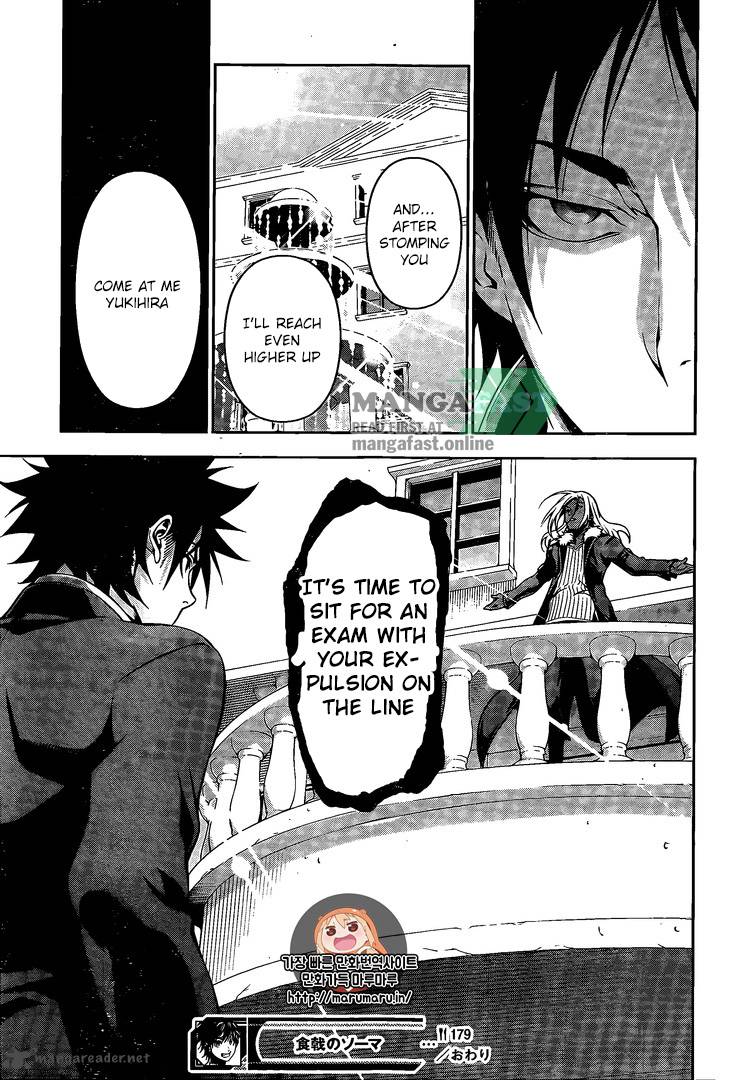 AND...
AFTER
STOMPING
YOU
I'LL REACH
EVEN
HIGHER UP
COME AT ME
YUKIHIRA
MANGAFAST
READ FIRST AT
mangafast.online
IT'S TIME TO
SIT FOR AN
EXAM WITH
YOUR EX-
PULSION ON
THE LINE
가장 빠른 만화번역사이트
만화가득 마루마루
http://marumaru.in/
食戟のソーマ
...179
／おわり
mangareader.net